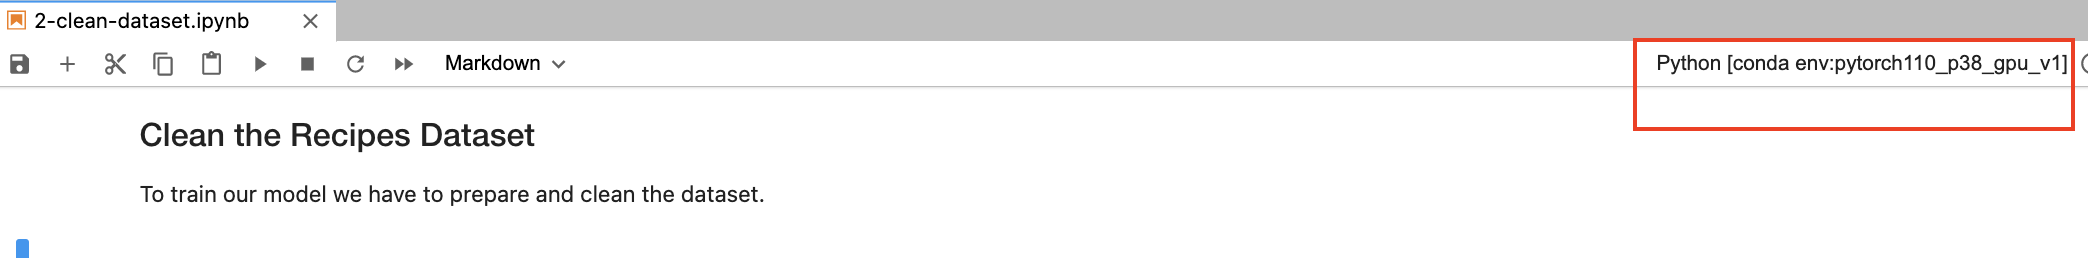 2-clean-dataset.ipynb
Markdown
Python [conda env:pytorch110_p38_gpu_v1]
Clean the Recipes Dataset
To train our model we have to prepare and clean the dataset.